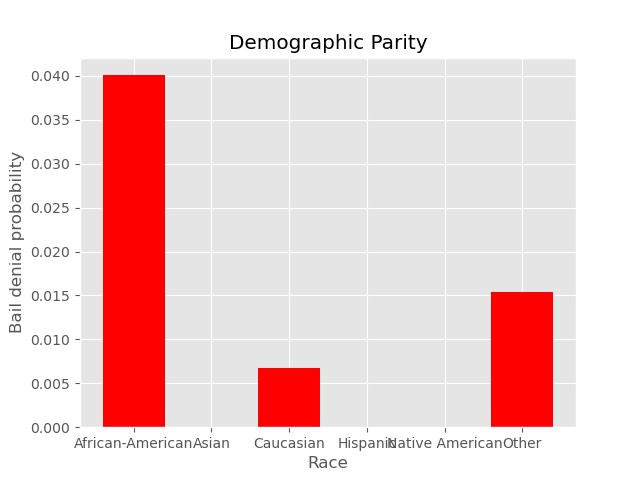 Demographic Parity
0.040
0.035
0.030
0.025
0.020
0.015
0.010
0.005
0.000
Bail denial probability
African-American Asian Caucasian Hispanic Native American Other
Race